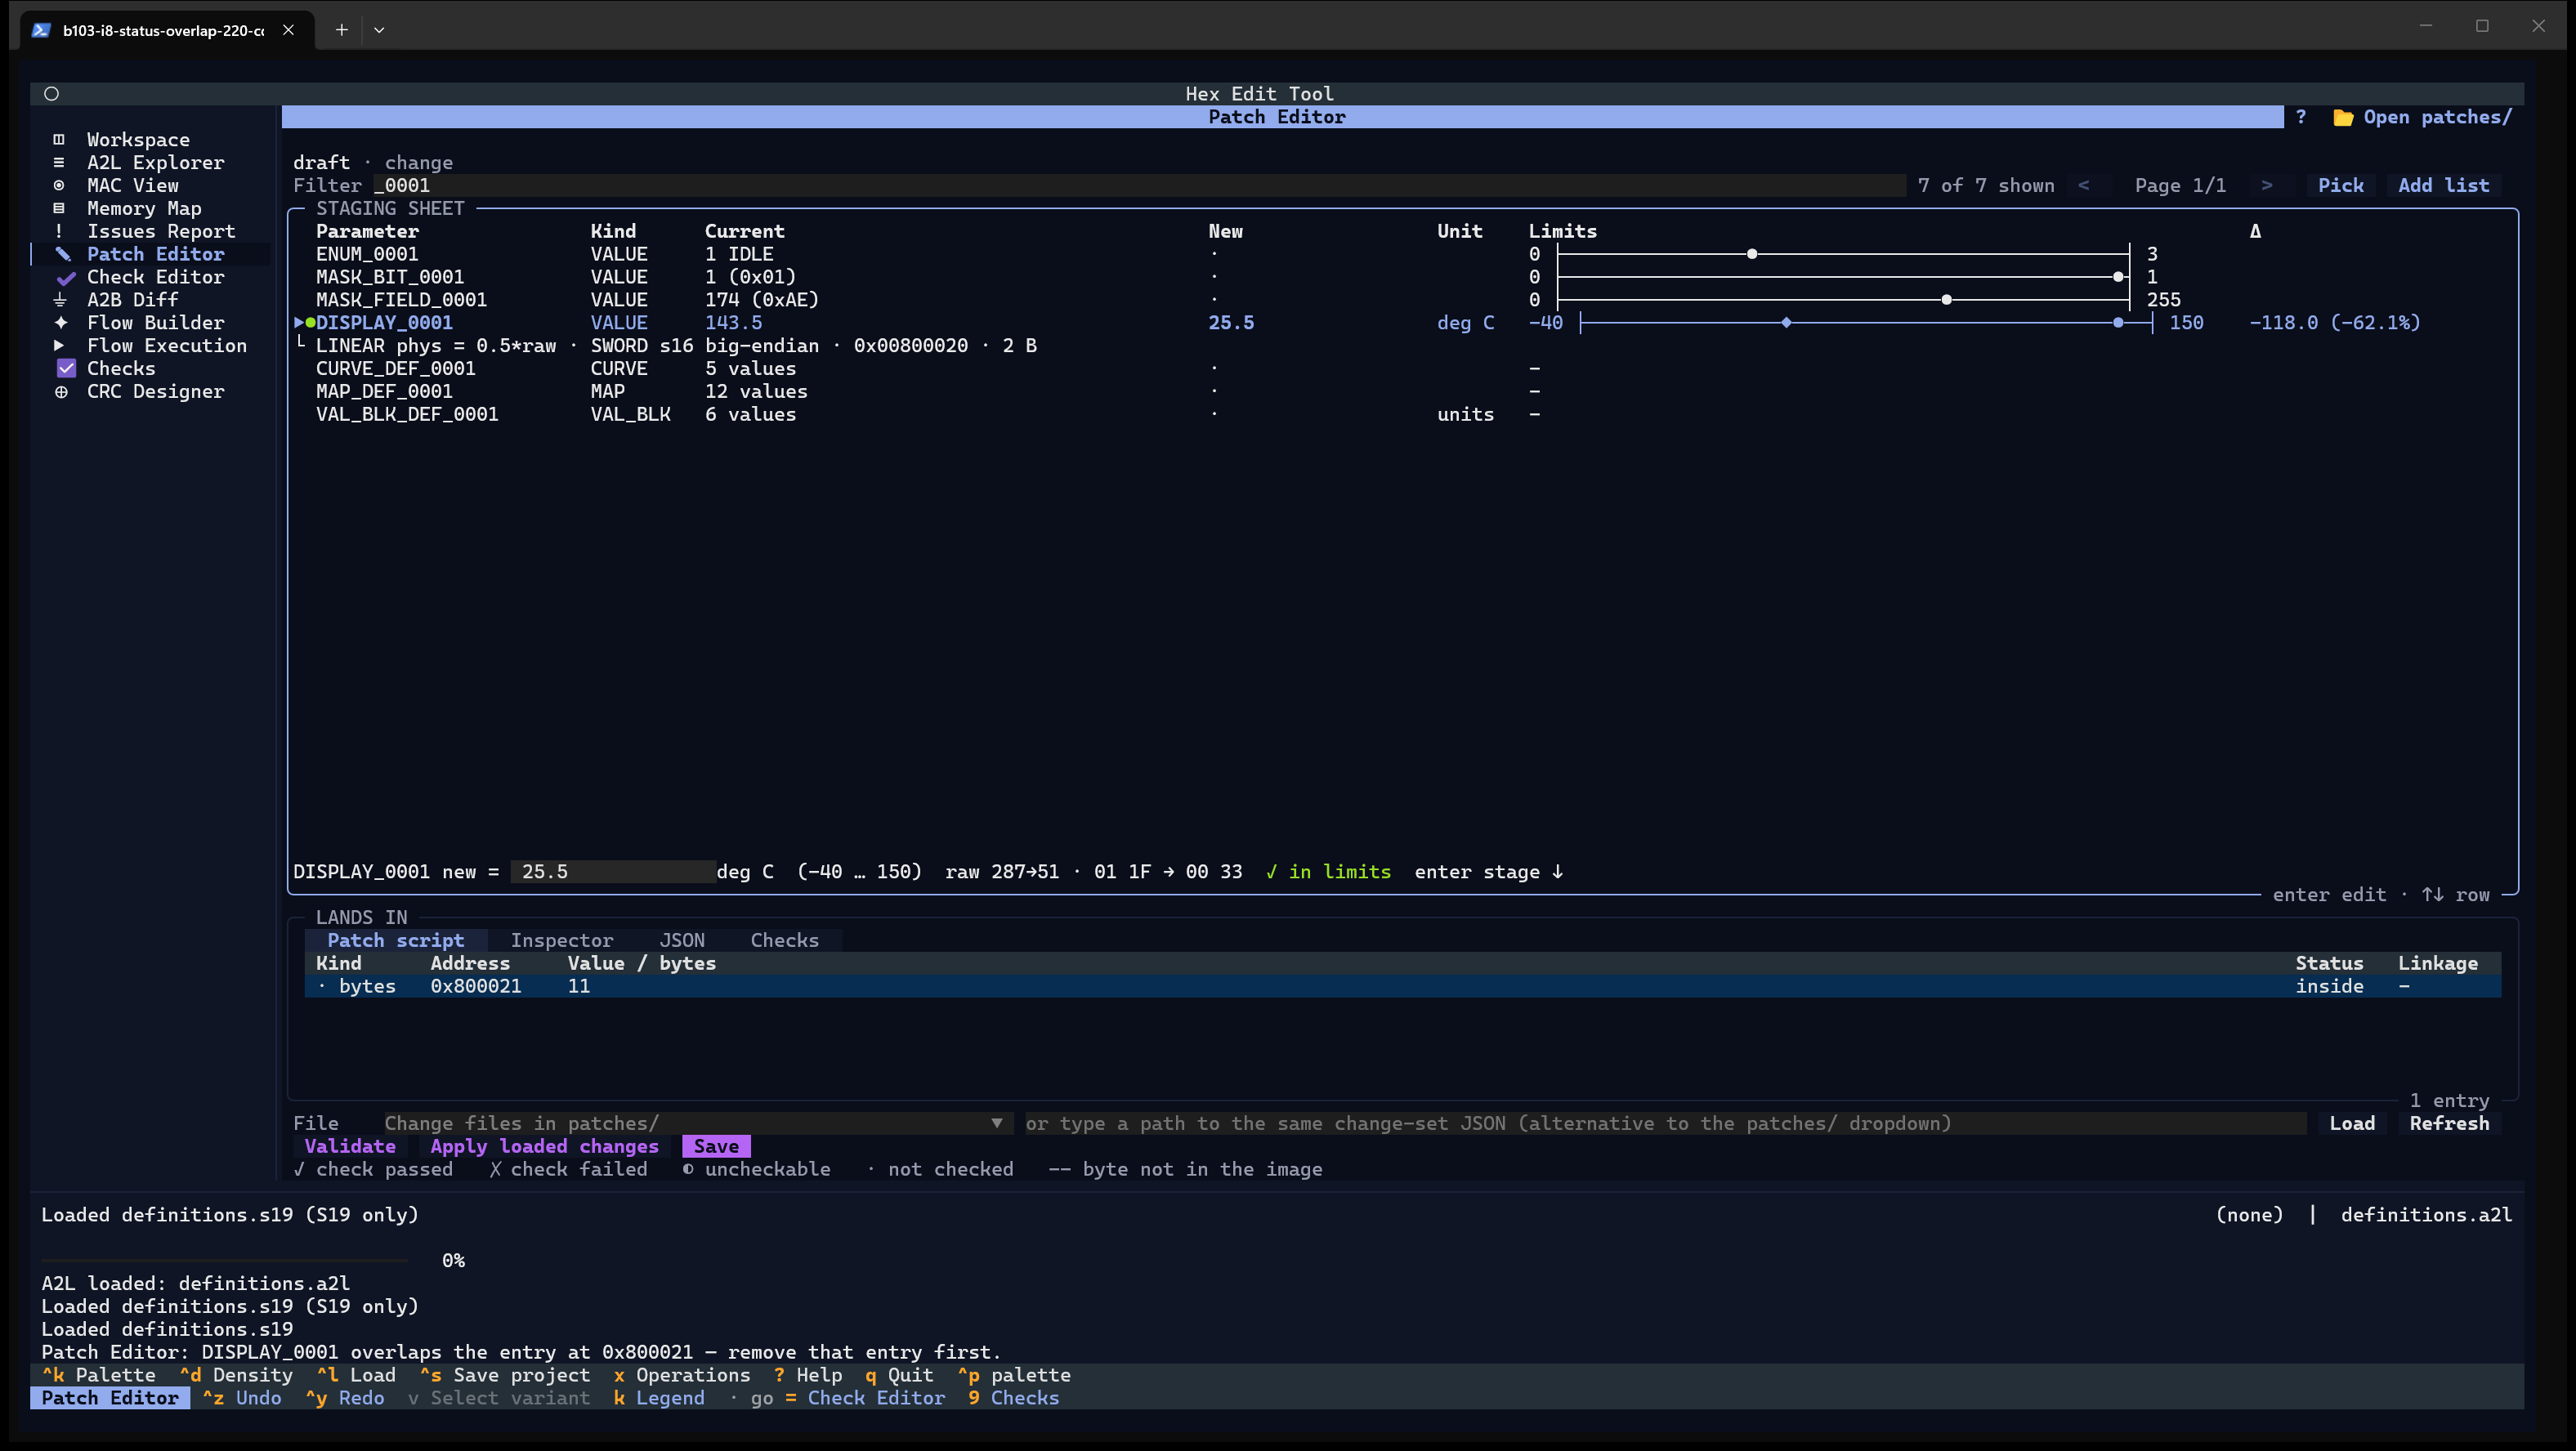 b103-i8-status-overlap-220-co
Hex Edit Tool
Patch Editor ? Open patches/
Workspace
A2L Explorer
MAC View
Memory Map
! Issues Report
Patch Editor
Check Editor
A2B Diff
Flow Builder
Flow Execution
Checks
CRC Designer
draft · change
Filter _0001 7 of 7 shown < Page 1/1 > Pick Add list
STAGING SHEET
Parameter Kind Current New Unit Limits Δ
ENUM_0001 VALUE 1 IDLE · 0 3
MASK_BIT_0001 VALUE 1 (0x01) · 0 1
MASK_FIELD_0001 VALUE 174 (0xAE) · 0 255
▶●DISPLAY_0001 VALUE 143.5 25.5 deg C -40 150 -118.0 (-62.1%)
└ LINEAR phys = 0.5*raw · SWORD s16 big-endian · 0x00800020 · 2 B
CURVE_DEF_0001 CURVE 5 values · -
MAP_DEF_0001 MAP 12 values · -
VAL_BLK_DEF_0001 VAL_BLK 6 values · units -
DISPLAY_0001 new = 25.5 deg C (-40 … 150) raw 287→51 · 01 1F → 00 33 ✓ in limits enter stage ↓
enter edit · ↑↓ row
LANDS IN
Patch script Inspector JSON Checks
Kind Address Value / bytes Status Linkage
· bytes 0x800021 11 inside -
1 entry
File Change files in patches/ ▼ or type a path to the same change-set JSON (alternative to the patches/ dropdown) Load Refresh
Validate Apply loaded changes Save
✓ check passed ✗ check failed ◐ uncheckable · not checked -- byte not in the image
Loaded definitions.s19 (S19 only) (none) | definitions.a2l
0%
A2L loaded: definitions.a2l
Loaded definitions.s19 (S19 only)
Loaded definitions.s19
Patch Editor: DISPLAY_0001 overlaps the entry at 0x800021 — remove that entry first.
^k Palette ^d Density ^l Load ^s Save project x Operations ? Help q Quit ^p palette
Patch Editor ^z Undo ^y Redo v Select variant k Legend · go = Check Editor 9 Checks